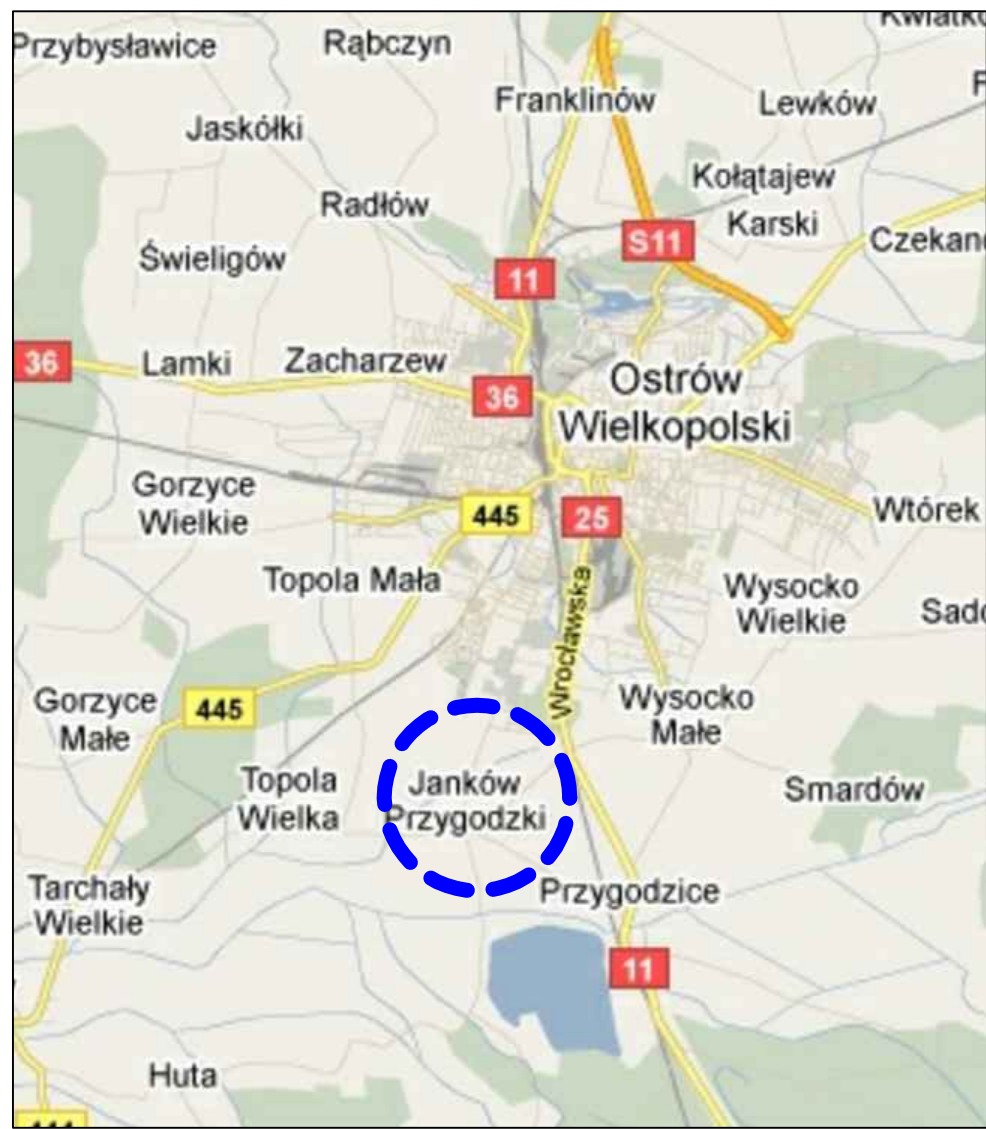 Przybysławice
Rąbczyn
Franklinów
Lewków
Jaskółki
Kołątajew
Radłów
Karski
S11
Świeligów
11
36
Lamki
Zacharzew
36
Ostrów
Wielkopolski
Gorzyce
Wielkie
445
25
Wtórek
Topola Mała
Wrocławska
Wysocko
Wielkie
Gorzyce
Małe
445
Wysocko
Małe
Topola
Wielka
Janków
Przygodzki
Smardów
Tarchały
Wielkie
Przygodzice
11
Huta